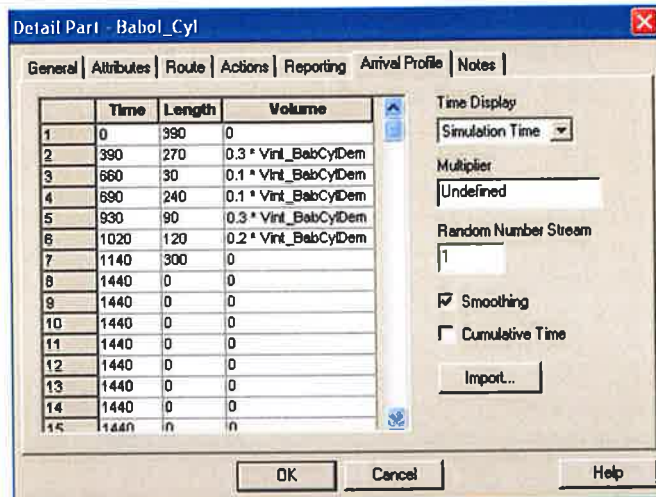 Detail Part - Babol_Cyl
General Attributes Route Actions Reporting Arrival Profile Notes
Time Length Volume
1 0 390 0
2 390 270 0.3 * Vint_BabCylDem
3 660 30 0.1 * Vint_BabCylDem
4 690 240 0.1 * Vint_BabCylDem
5 930 90 0.3 * Vint_BabCylDem
6 1020 120 0.2 * Vint_BabCylDem
7 1140 300 0
8 1440 0 0
9 1440 0 0
10 1440 0 0
11 1440 0 0
12 1440 0 0
13 1440 0 0
14 1440 0 0
15 1440 0 0
Time Display
Simulation Time
Multiplier
Undefined
Random Number Stream
1
Smoothing
Cumulative Time
Import...
OK Cancel Help